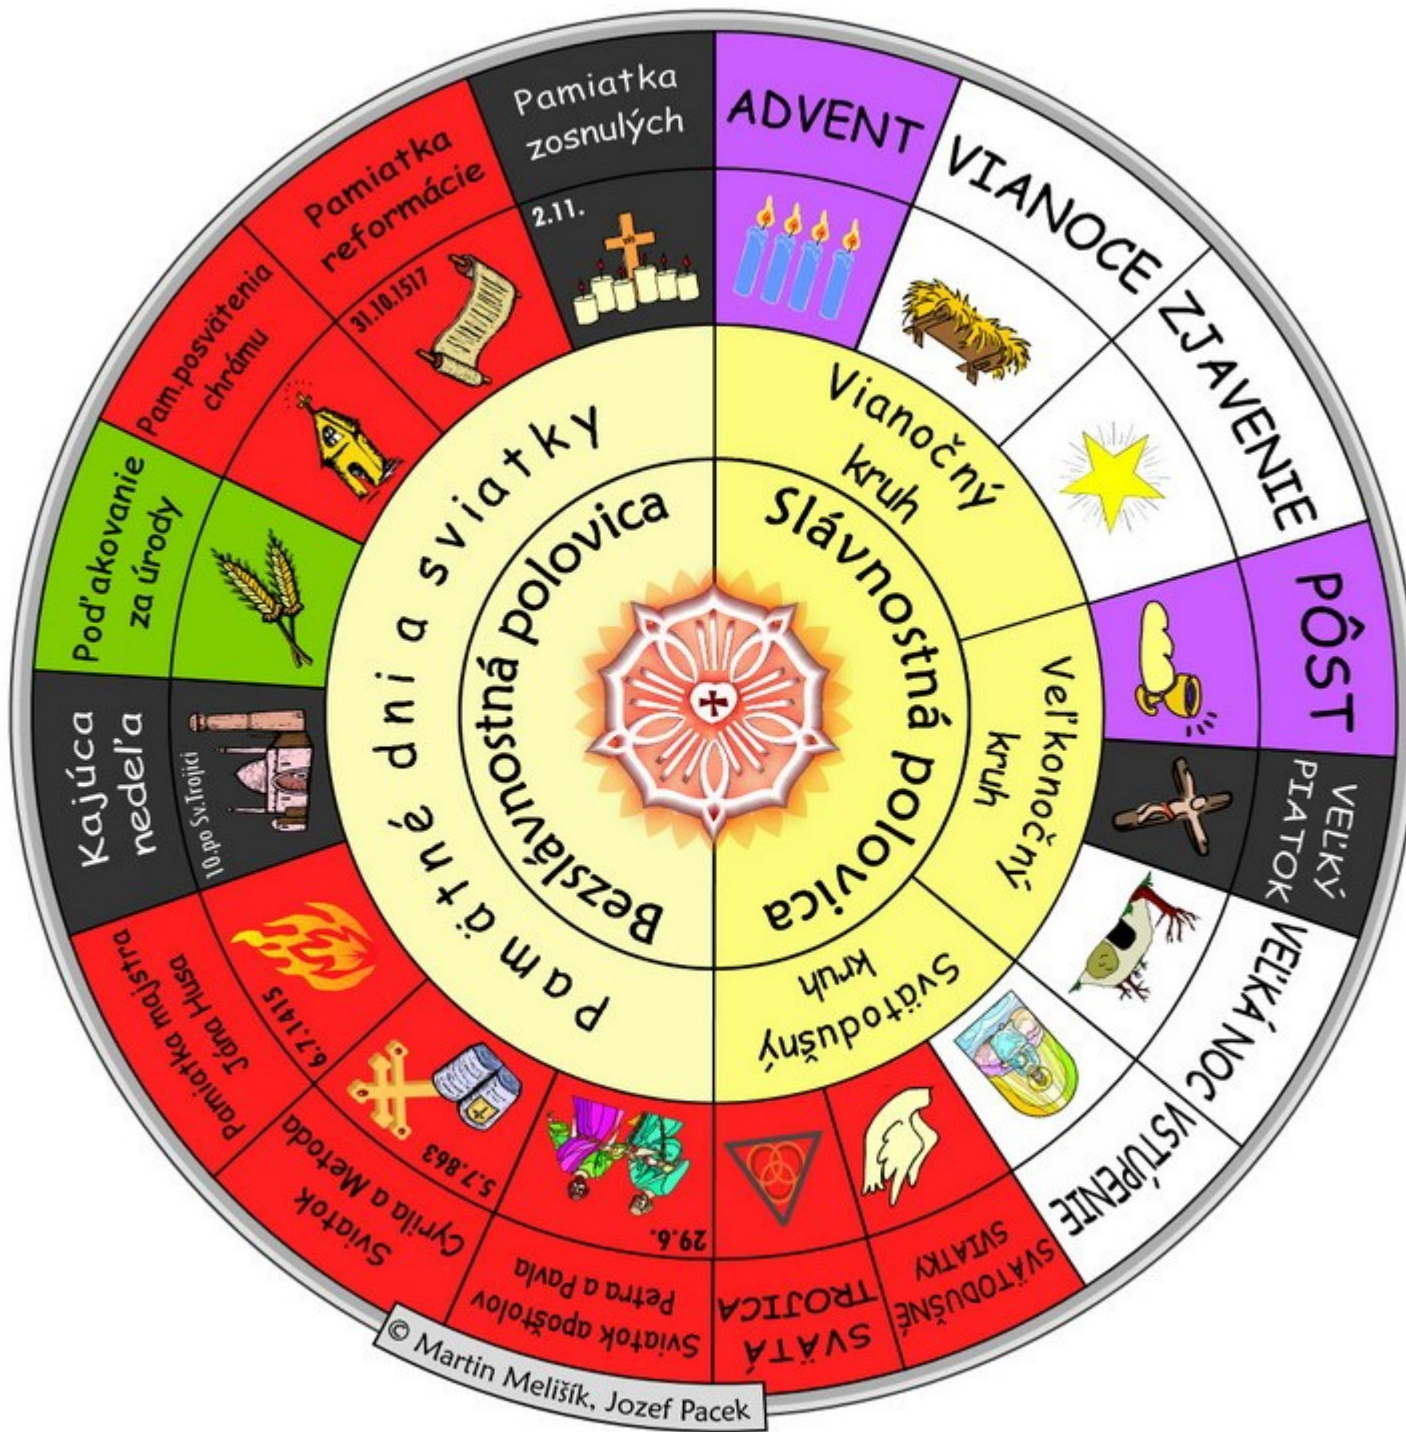 ADVENT
VIANOCE
ZJAVENIE
PÔST
VEĽKÝ
PIATOK
VEĽKÁ NOC
VSTÚPENIE
SVÄTODUŠNÉ
SVIATKY
SVÄTÁ
TROJICA
Sviatok apoštolov
Petra a Pavla
29.6.
Sviatok
Cyrila a Metoda
5.7.863
Pamiatka majstra
Jána Husa
6.7.1415
Kajúca
nedeľa
10.po Sv.Trojici
Poďakovanie
za úrody
Pam.posvätenia
chrámu
Pamiatka
reformácie
31.10.1517
Pamiatka
zosnulých
2.11.
Vianočný
kruh
Veľkonočný
kruh
Svätodušný
kruh
Pamätné dni a sviatky
Slávnostná polovica
Bezslávnostná polovica
© Martin Melišík, Jozef Pacek